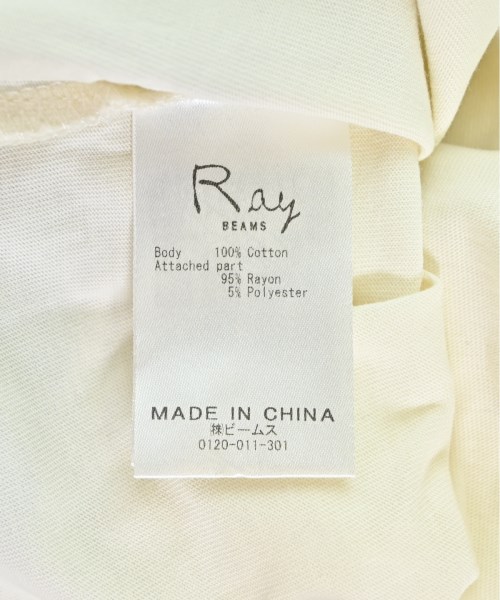 Ray
BEAMS
Body 100% Cotton
Attached part
95% Rayon
5% Polyester
MADE IN CHINA
㈱ビームス
0120-011-301